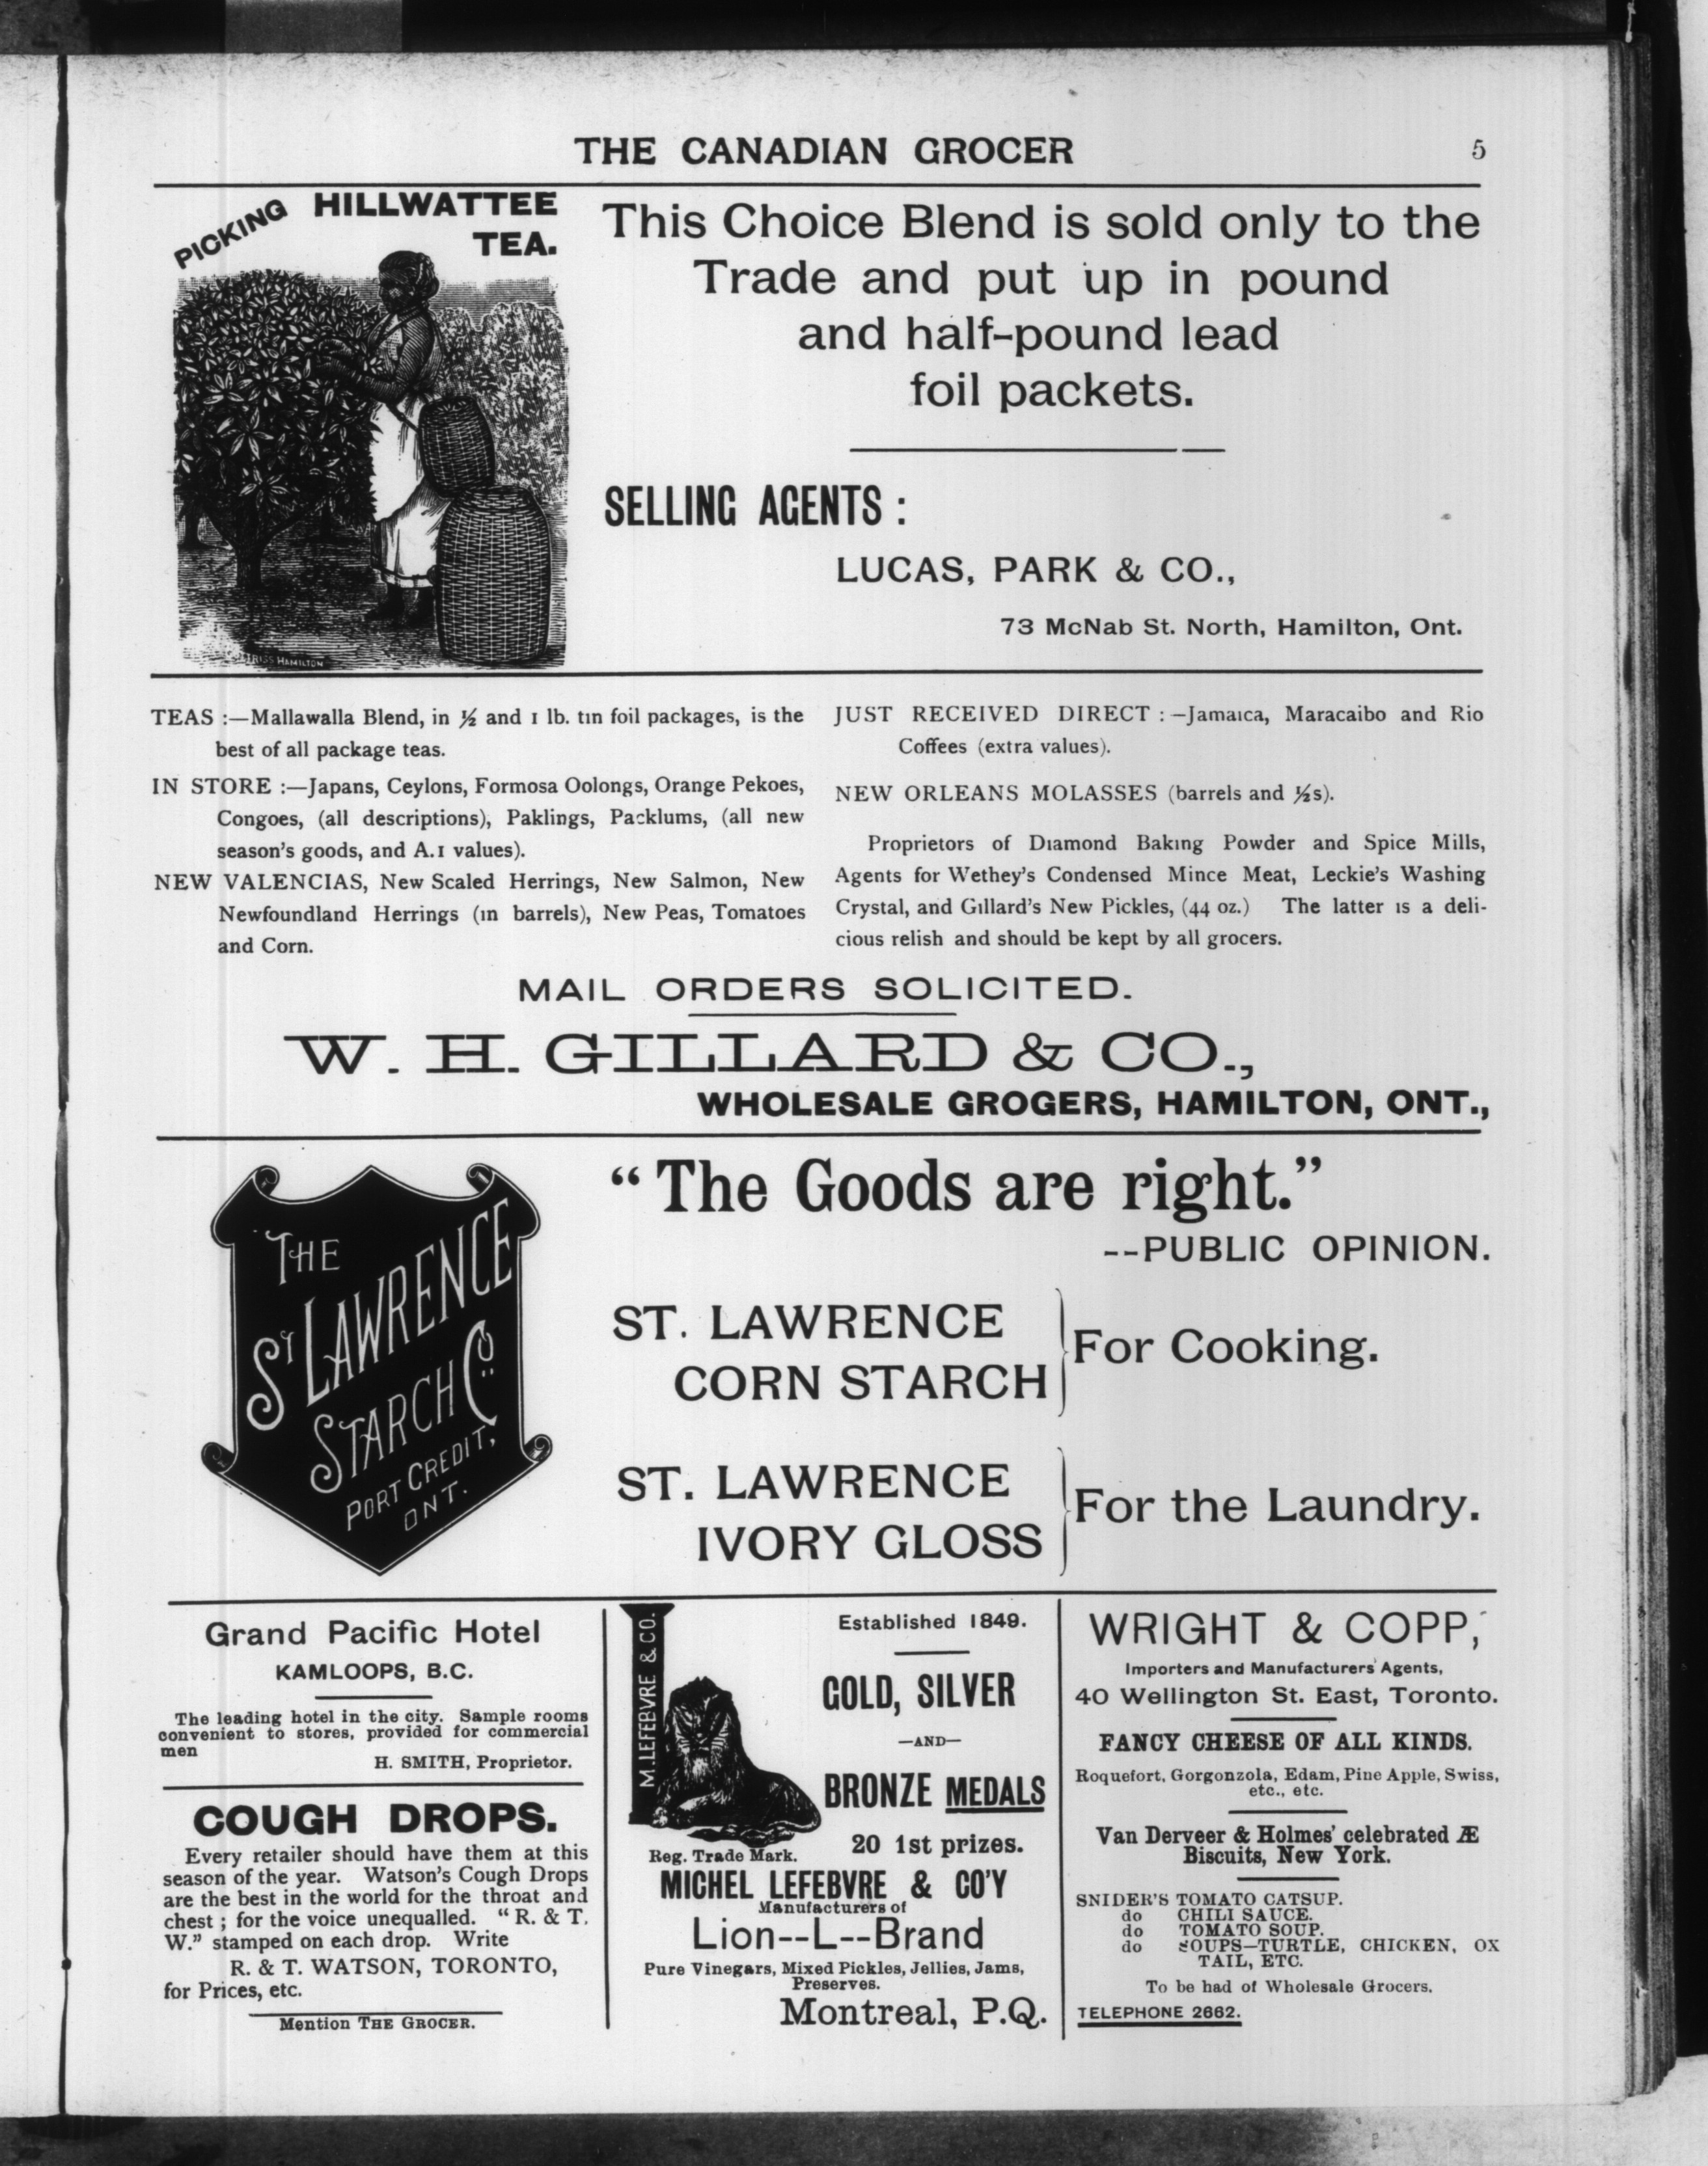 THE CANADIAN GROCER
5
PICKING HILLWATTEE
TEA.
TRISS HAMILTON
This Choice Blend is sold only to the
Trade and put up in pound
and half-pound lead
foil packets.
SELLING AGENTS :
LUCAS, PARK & CO.,
73 McNab St. North, Hamilton, Ont.
TEAS :—Mallawalla Blend, in ½ and 1 lb. tin foil packages, is the
best of all package teas.
IN STORE :—Japans, Ceylons, Formosa Oolongs, Orange Pekoes,
Congoes, (all descriptions), Paklings, Packlums, (all new
season's goods, and A.1 values).
NEW VALENCIAS, New Scaled Herrings, New Salmon, New
Newfoundland Herrings (in barrels), New Peas, Tomatoes
and Corn.
JUST RECEIVED DIRECT :—Jamaica, Maracaibo and Rio
Coffees (extra values).
NEW ORLEANS MOLASSES (barrels and ½s).
Proprietors of Diamond Baking Powder and Spice Mills,
Agents for Wethey's Condensed Mince Meat, Leckie's Washing
Crystal, and Gillard's New Pickles, (44 oz.) The latter is a deli-
cious relish and should be kept by all grocers.
MAIL ORDERS SOLICITED.
W. H. GILLARD & CO.,
WHOLESALE GROGERS, HAMILTON, ONT.,
THE
ST LAWRENCE
STARCH Co.
PORT CREDIT,
ONT.
“The Goods are right.”
--PUBLIC OPINION.
ST. LAWRENCE
CORN STARCH
For Cooking.
ST. LAWRENCE
IVORY GLOSS
For the Laundry.
Grand Pacific Hotel
KAMLOOPS, B.C.
The leading hotel in the city. Sample rooms
convenient to stores, provided for commercial
men
H. SMITH, Proprietor.
COUGH DROPS.
Every retailer should have them at this
season of the year. Watson's Cough Drops
are the best in the world for the throat and
chest ; for the voice unequalled. “R. & T.
W.” stamped on each drop. Write
R. & T. WATSON, TORONTO,
for Prices, etc.
Mention THE GROCER.
M. LEFEBVRE & CO.
Reg. Trade Mark.
Established 1849.
GOLD, SILVER
—AND—
BRONZE MEDALS
20 1st prizes.
MICHEL LEFEBVRE & CO'Y
Manufacturers of
Lion--L--Brand
Pure Vinegars, Mixed Pickles, Jellies, Jams,
Preserves.
Montreal, P.Q.
WRIGHT & COPP,
Importers and Manufacturers' Agents,
40 Wellington St. East, Toronto.
FANCY CHEESE OF ALL KINDS.
Roquefort, Gorgonzola, Edam, Pine Apple, Swiss,
etc., etc.
Van Derveer & Holmes' celebrated Æ
Biscuits, New York.
SNIDER'S TOMATO CATSUP.
do CHILI SAUCE.
do TOMATO SOUP.
do SOUPS—TURTLE, CHICKEN, OX
TAIL, ETC.
To be had of Wholesale Grocers.
TELEPHONE 2662.